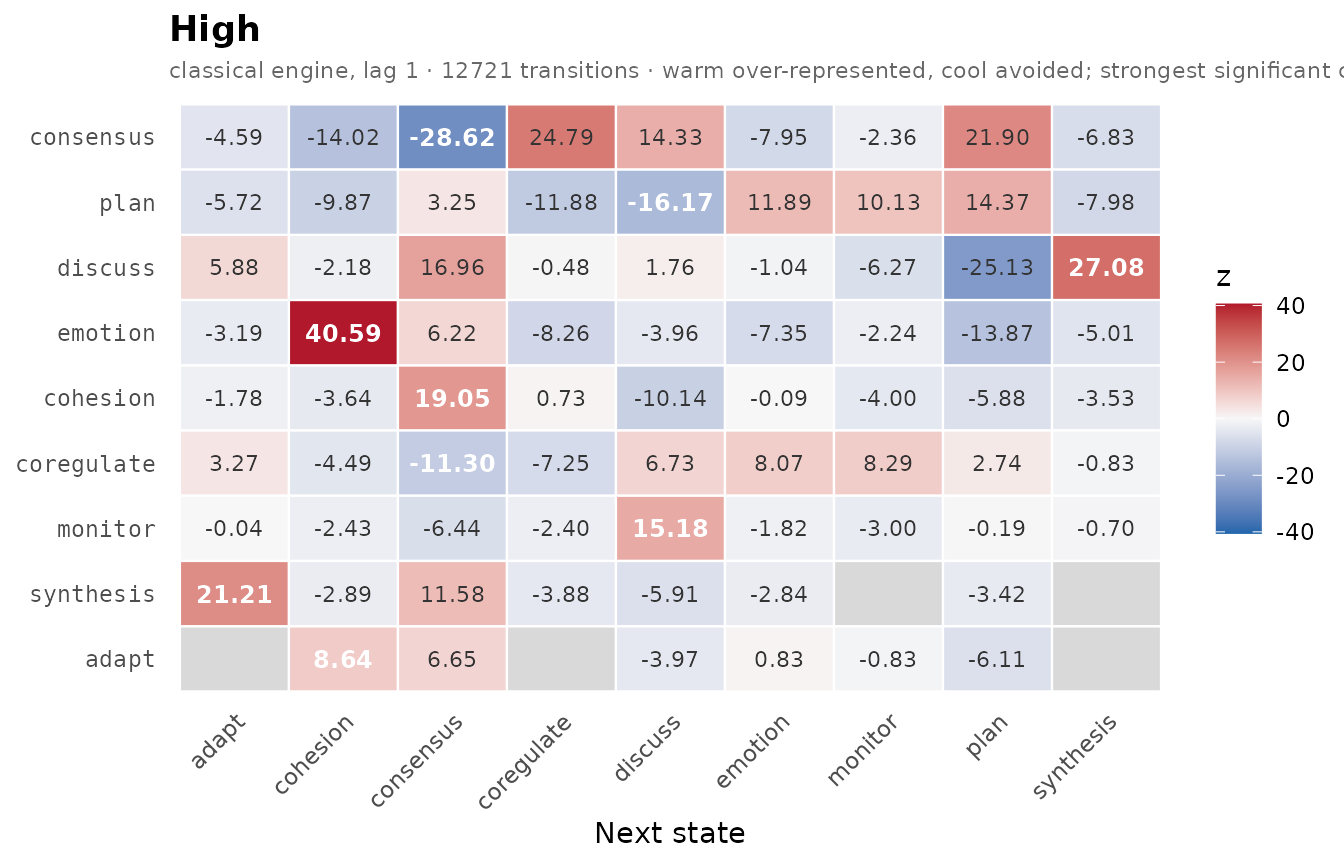 High
classical engine, lag 1 · 12721 transitions · warm over-represented, cool avoided; strongest significant
consensus -4.59 -14.02 -28.62 24.79 14.33 -7.95 -2.36 21.90 -6.83
plan -5.72 -9.87 3.25 -11.88 -16.17 11.89 10.13 14.37 -7.98
discuss 5.88 -2.18 16.96 -0.48 1.76 -1.04 -6.27 -25.13 27.08
emotion -3.19 40.59 6.22 -8.26 -3.96 -7.35 -2.24 -13.87 -5.01
cohesion -1.78 -3.64 19.05 0.73 -10.14 -0.09 -4.00 -5.88 -3.53
coregulate 3.27 -4.49 -11.30 -7.25 6.73 8.07 8.29 2.74 -0.83
monitor -0.04 -2.43 -6.44 -2.40 15.18 -1.82 -3.00 -0.19 -0.70
synthesis 21.21 -2.89 11.58 -3.88 -5.91 -2.84 -3.42
adapt 8.64 6.65 -3.97 0.83 -0.83 -6.11
adapt cohesion consensus coregulate discuss emotion monitor plan synthesis
Next state
z
40
20
0
-20
-40